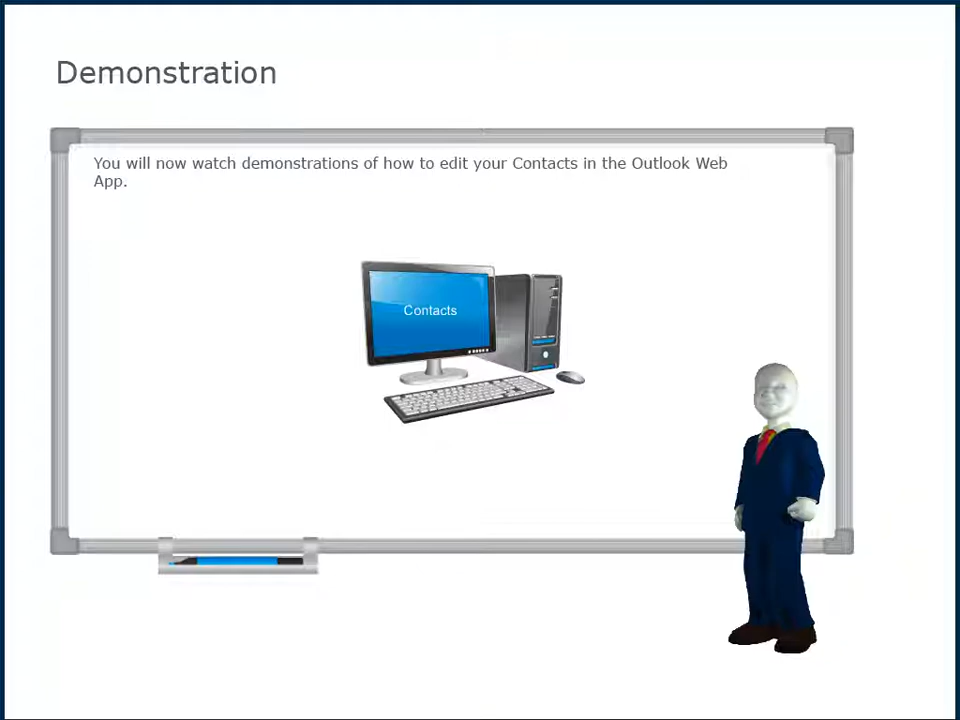 Demonstration
You will now watch demonstrations of how to edit your Contacts in the Outlook Web
App.
Contacts